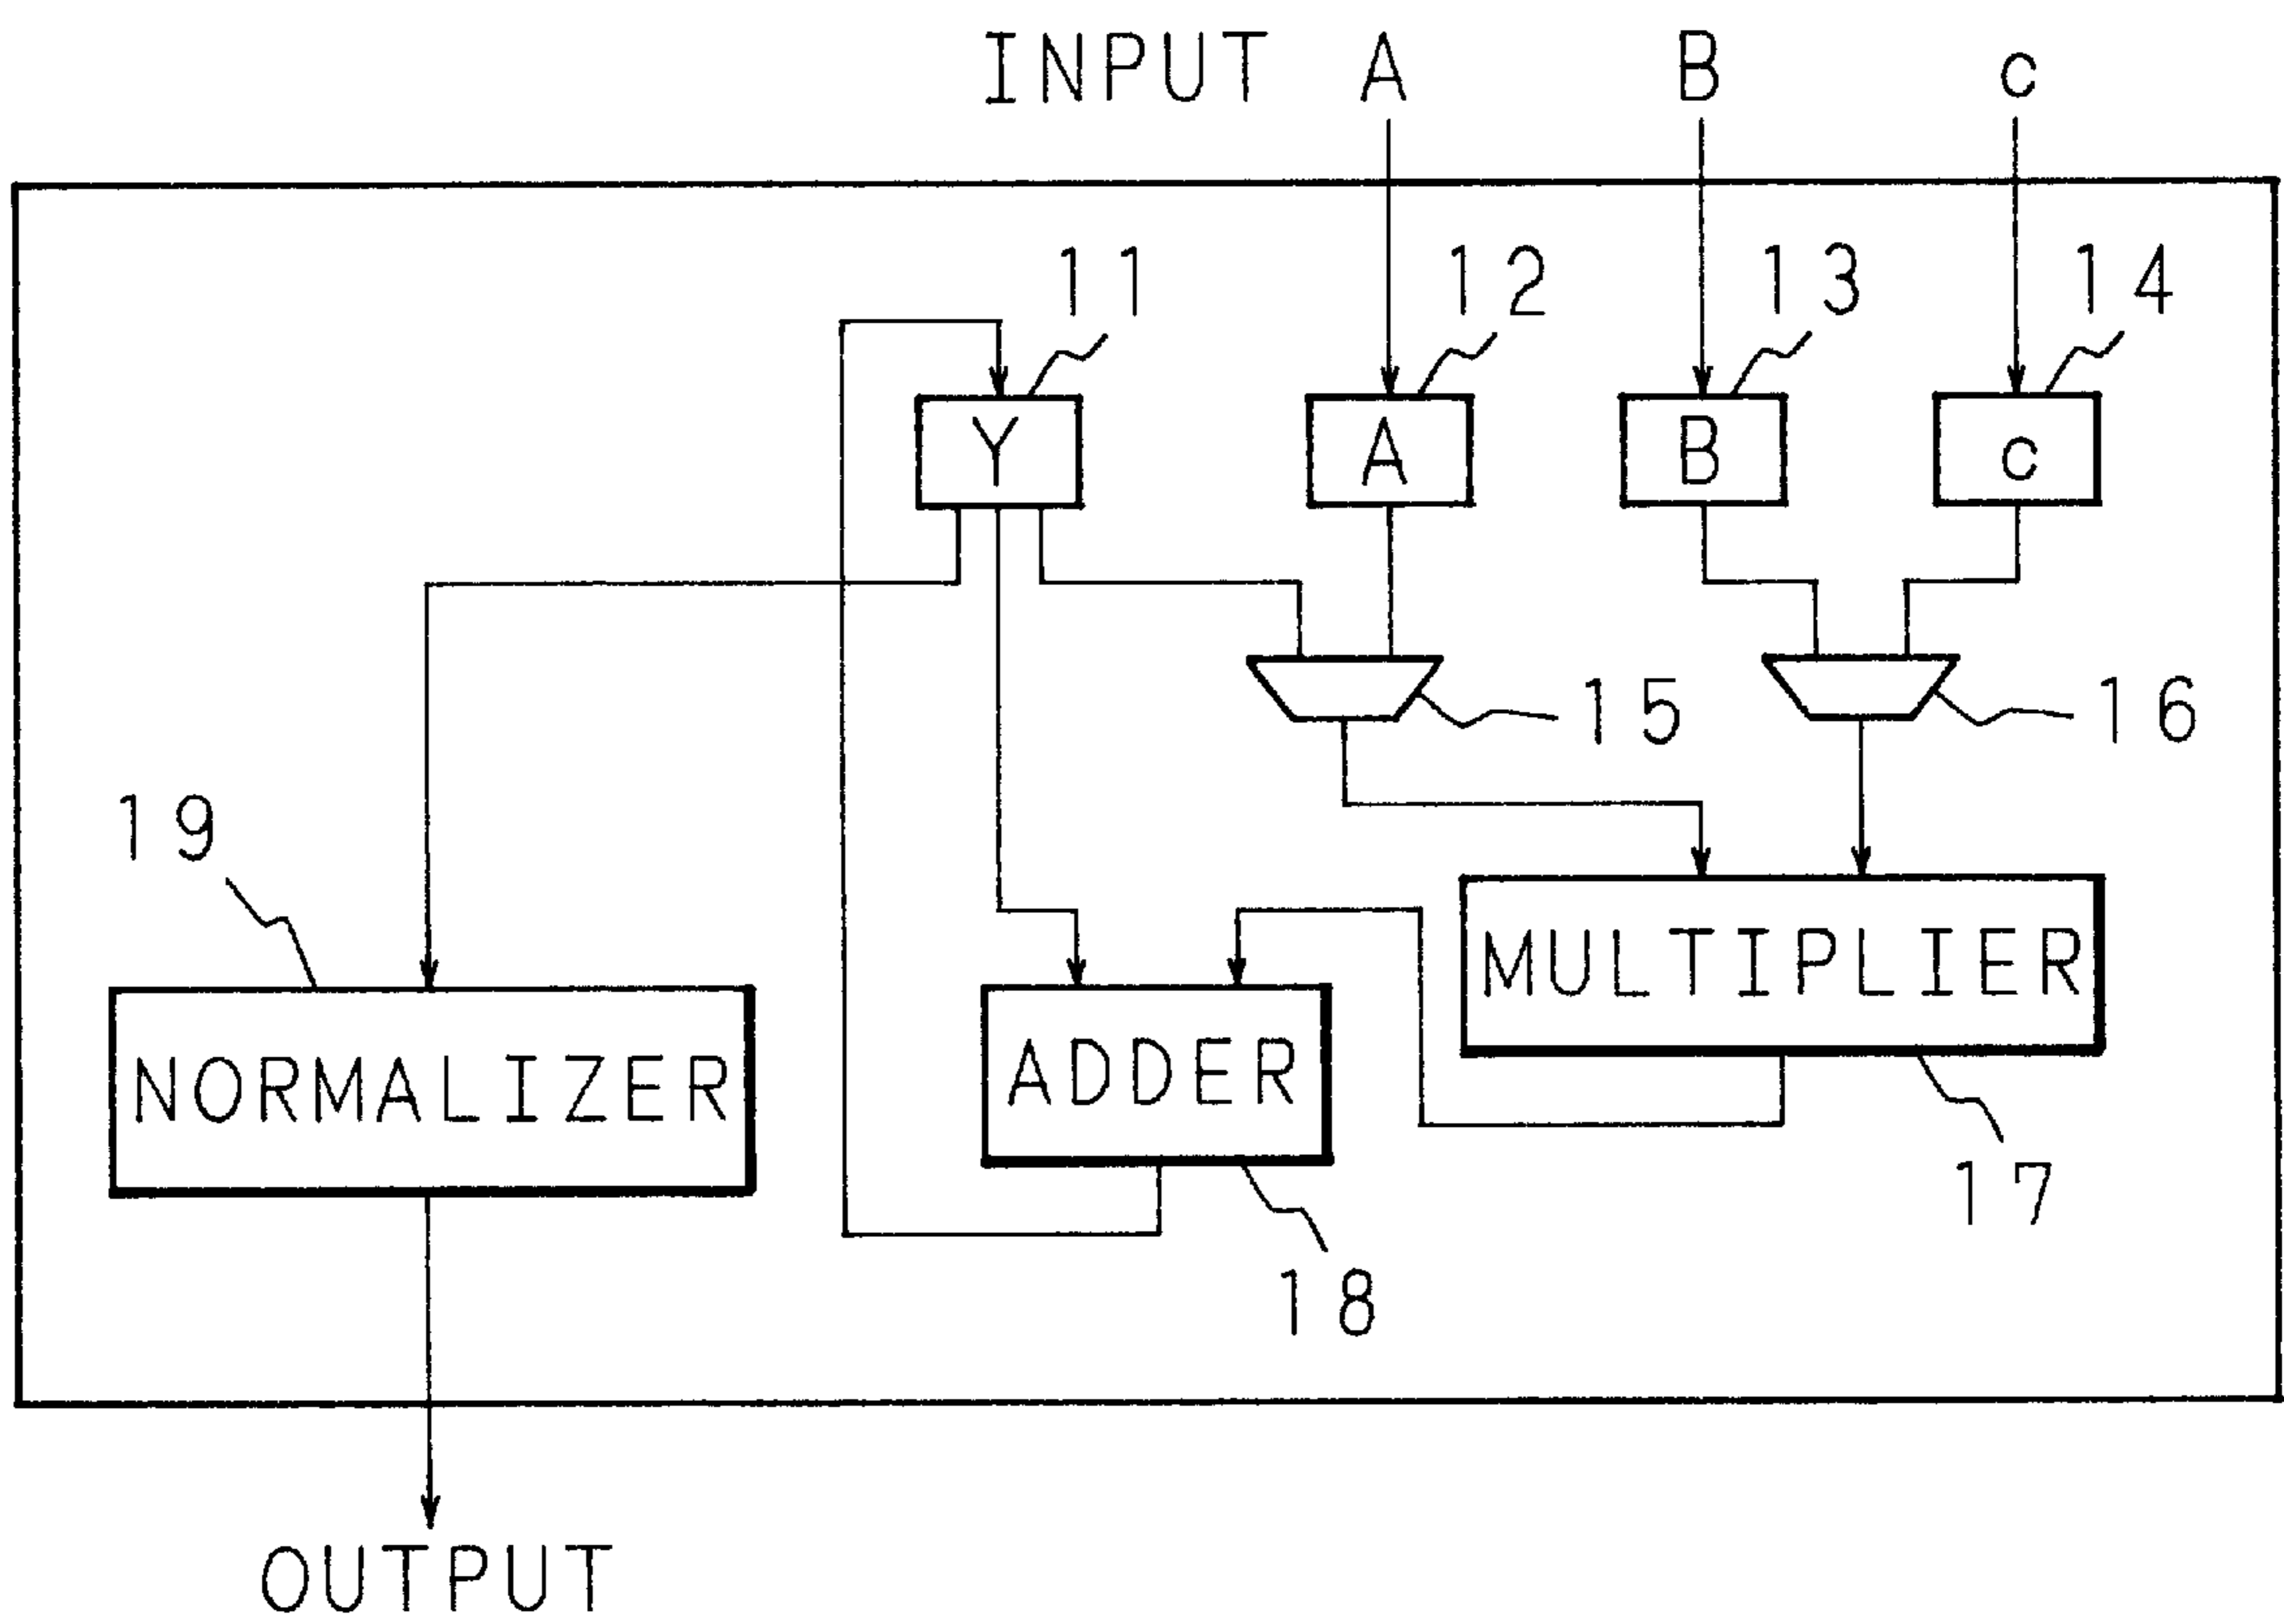 INPUT A B c
11 12 13 14
Y A B c
15 16
19
MULTIPLIER
NORMALIZER ADDER
17
18
OUTPUT